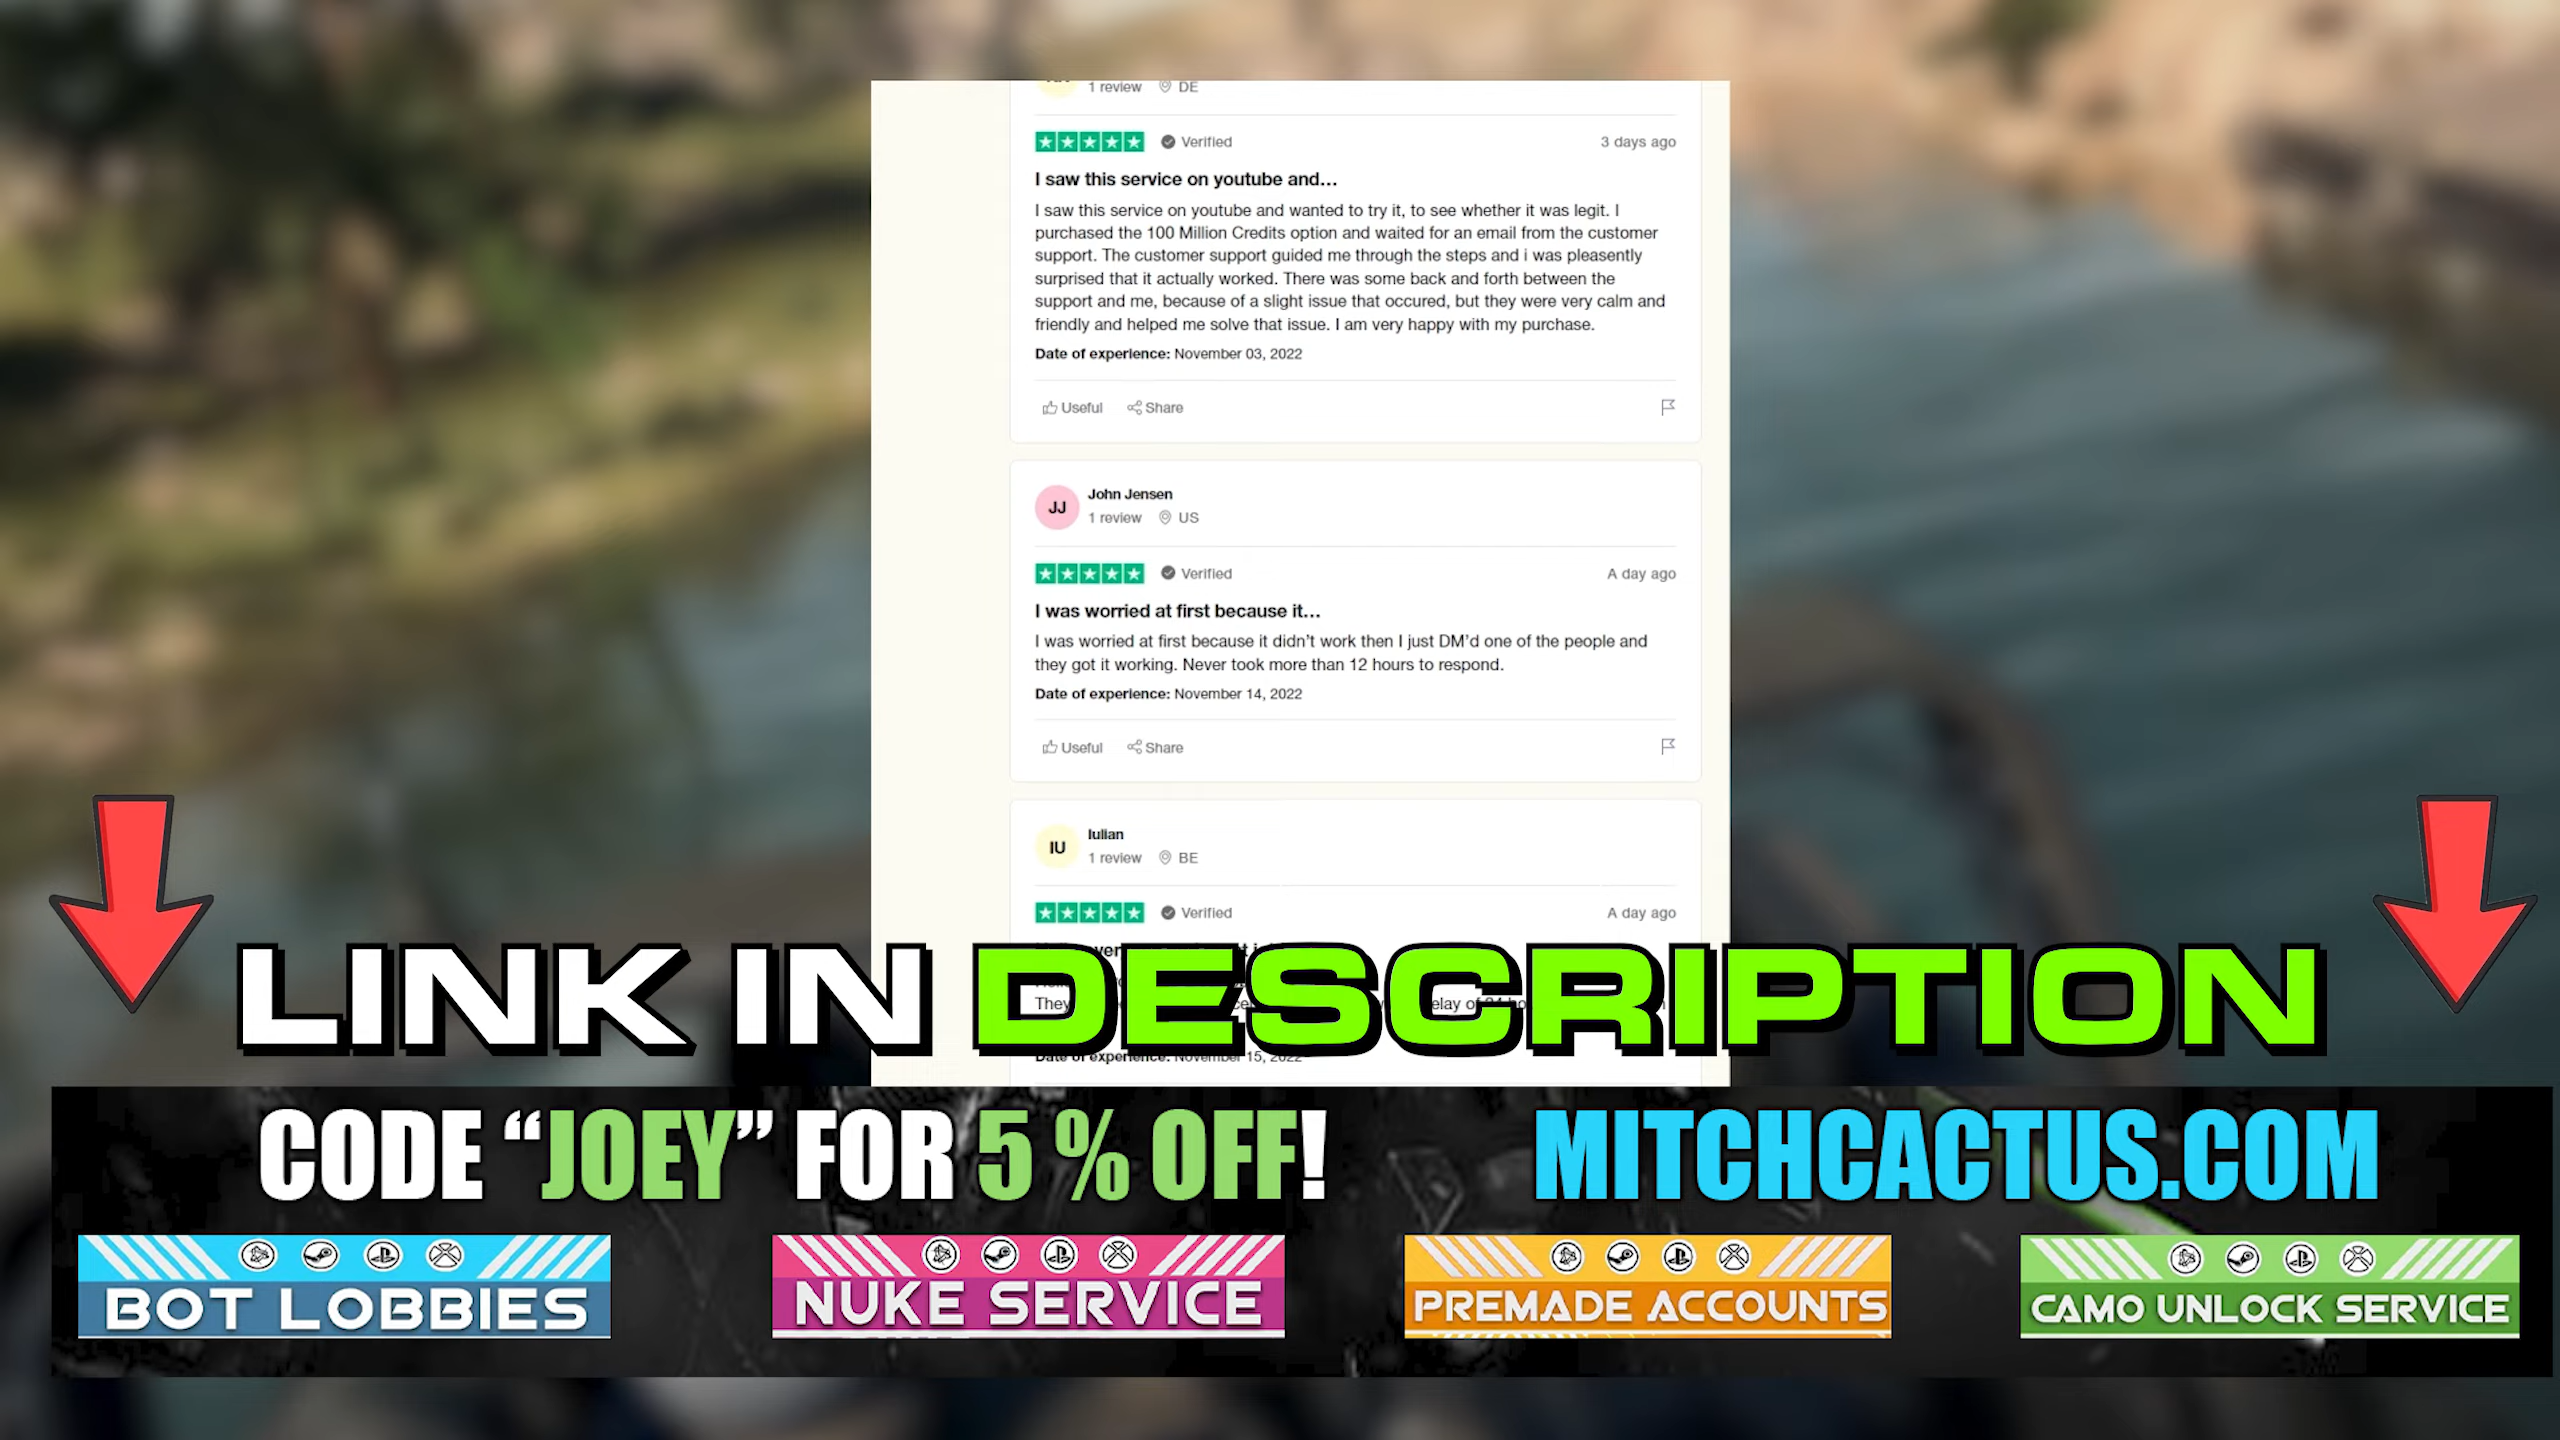 1 review DE
Verified 3 days ago
I saw this service on youtube and...
I saw this service on youtube and wanted to try it, to see whether it was legit. I
purchased the 100 Million Credits option and waited for an email from the customer
support. The customer support guided me through the steps and i was pleasently
surprised that it actually worked. There was some back and forth between the
support and me, because of a slight issue that occured, but they were very calm and
friendly and helped me solve that issue. I am very happy with my purchase.
Date of experience: November 03, 2022
Useful Share
JJ John Jensen
1 review US
Verified A day ago
I was worried at first because it...
I was worried at first because it didn't work then I just DM'd one of the people and
they got it working. Never took more than 12 hours to respond.
Date of experience: November 14, 2022
Useful Share
IU Iulian
1 review BE
Verified A day ago
They
LINK IN DESCRIPTION
Date of experience: November 15, 2022
CODE “JOEY” FOR 5 % OFF! MITCHCACTUS.COM
BOT LOBBIES NUKE SERVICE PREMADE ACCOUNTS CAMO UNLOCK SERVICE